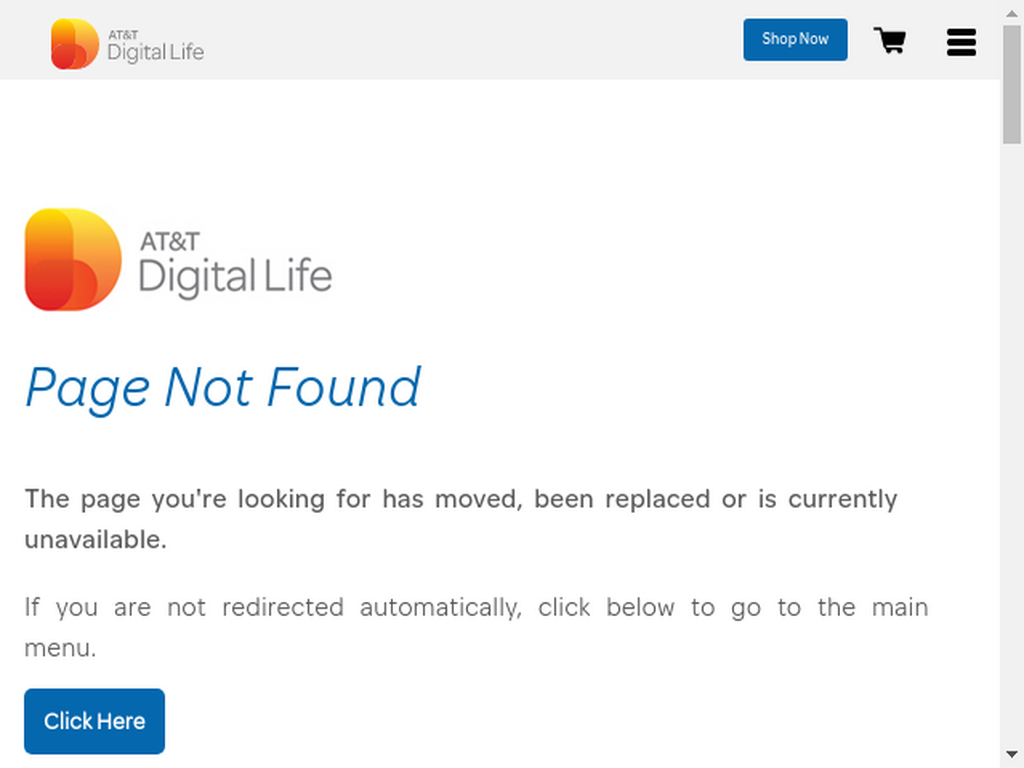 AT&T
Digital Life
Shop Now
AT&T
Digital Life
Page Not Found
The page you're looking for has moved, been replaced or is currently
unavailable.
If you are not redirected automatically, click below to go to the main
menu.
Click Here